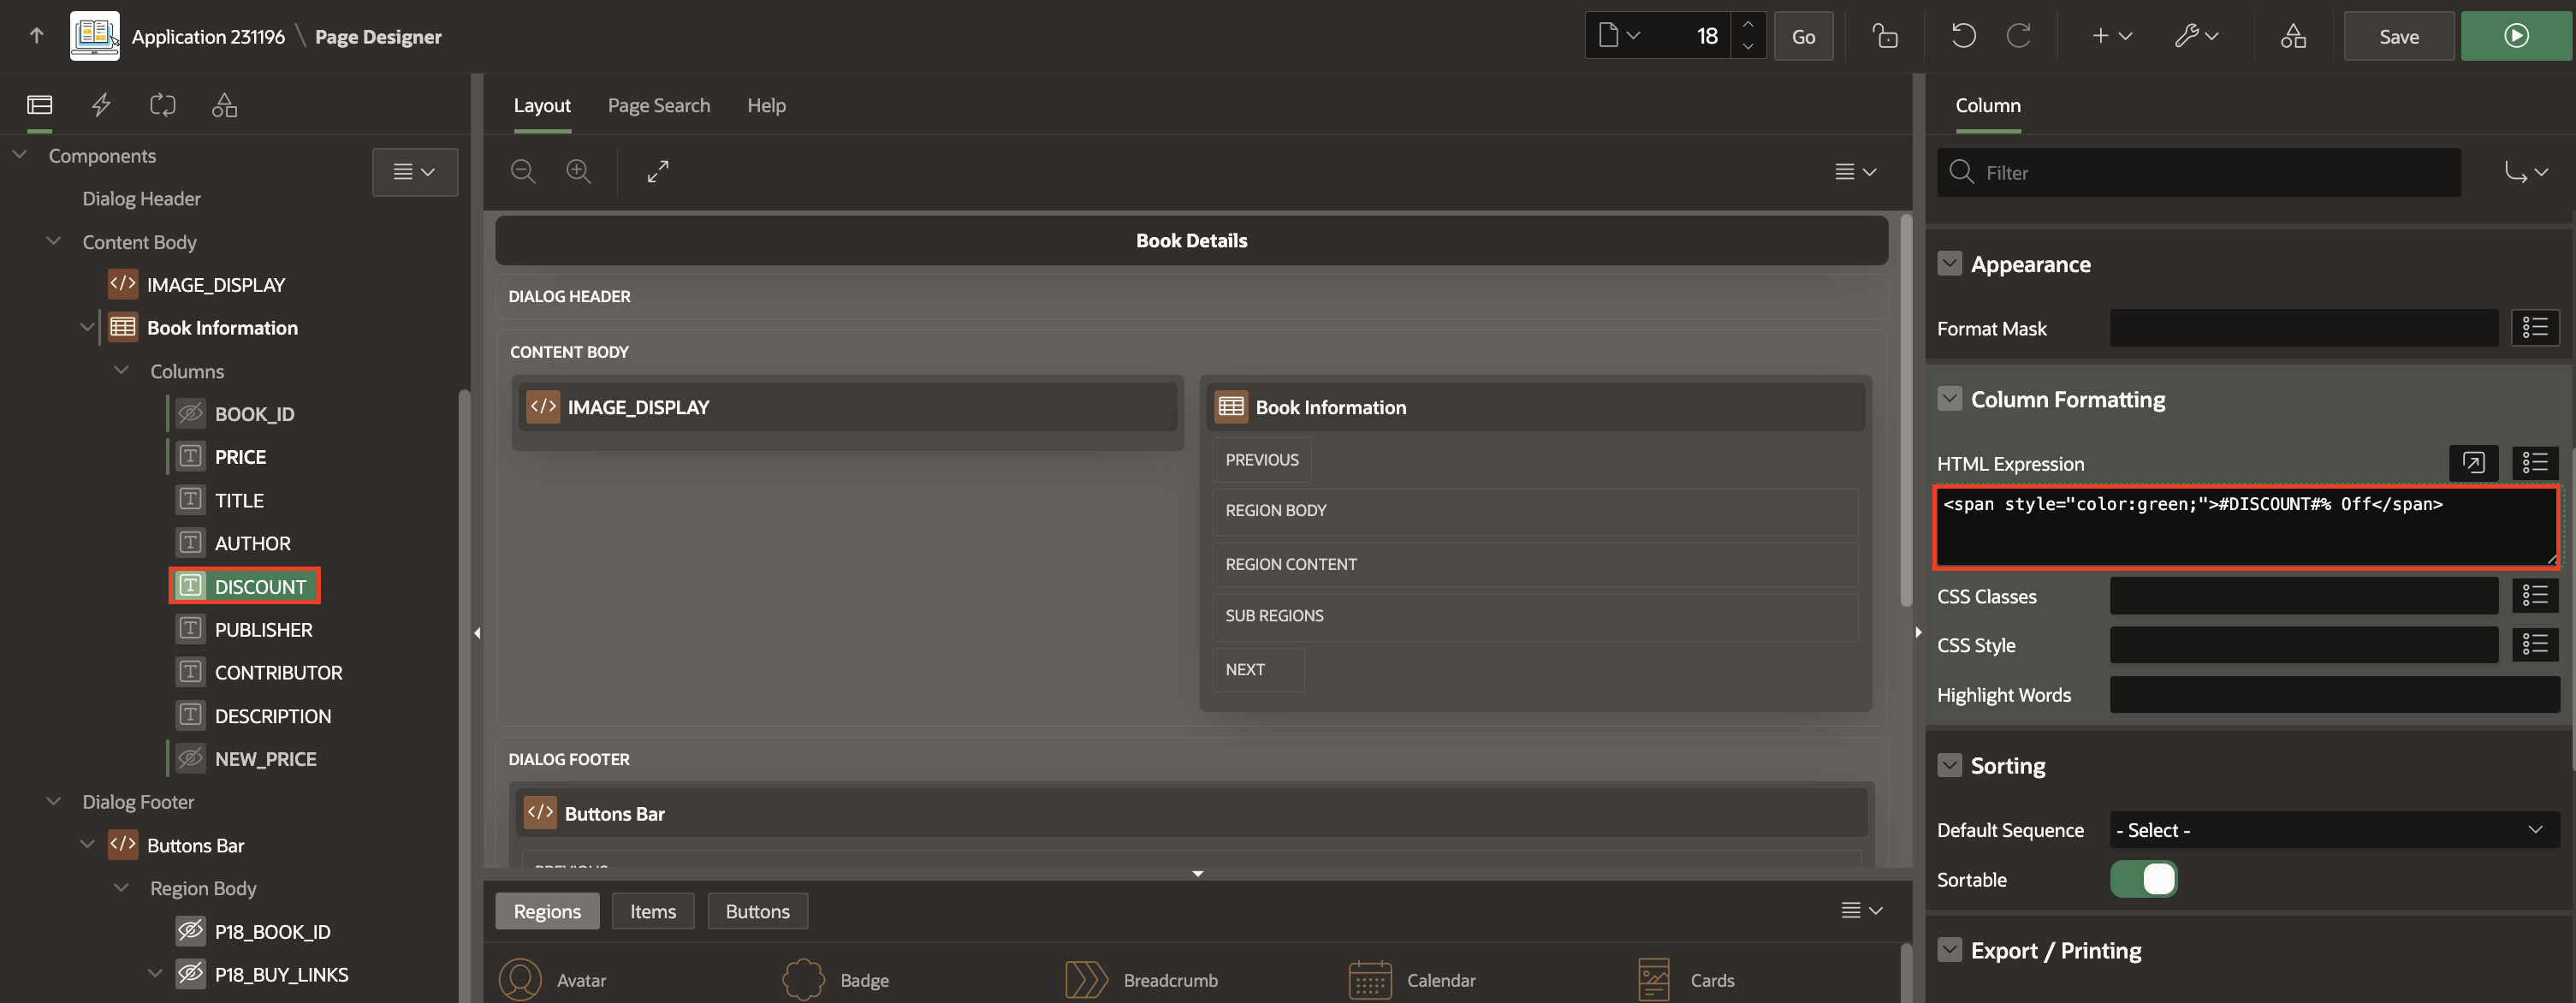 Application 231196 \ Page Designer
18
Go
Save
Components
Dialog Header
Content Body
IMAGE_DISPLAY
Book Information
Columns
BOOK_ID
PRICE
TITLE
AUTHOR
DISCOUNT
PUBLISHER
CONTRIBUTOR
DESCRIPTION
NEW_PRICE
Dialog Footer
Buttons Bar
Region Body
P18_BOOK_ID
P18_BUY_LINKS
Layout Page Search Help
Book Details
DIALOG HEADER
CONTENT BODY
IMAGE_DISPLAY
Book Information
PREVIOUS
REGION BODY
REGION CONTENT
SUB REGIONS
NEXT
DIALOG FOOTER
Buttons Bar
PREVIOUS
Regions Items Buttons
Avatar Badge Breadcrumb Calendar Cards
Column
Filter
Appearance
Format Mask
Column Formatting
HTML Expression
<span style="color:green;">#DISCOUNT#% Off</span>
CSS Classes
CSS Style
Highlight Words
Sorting
Default Sequence - Select -
Sortable
Export / Printing